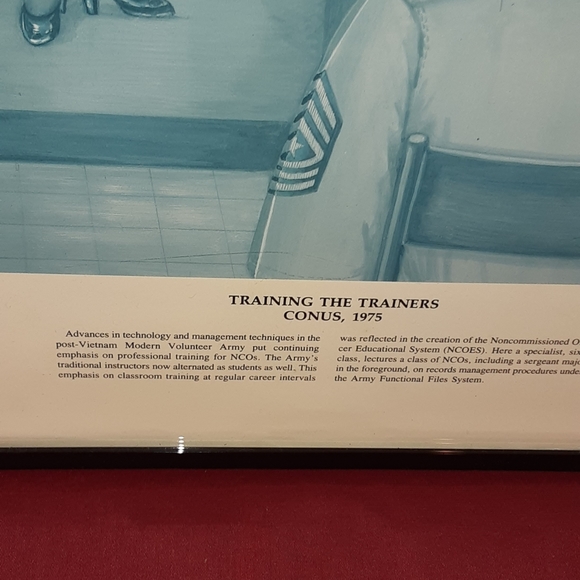 TRAINING THE TRAINERS
CONUS, 1975
Advances in technology and management techniques in the
post-Vietnam Modern Volunteer Army put continuing
emphasis on professional training for NCOs. The Army's
traditional instructors now alternated as students as well. This
emphasis on classroom training at regular career intervals
was reflected in the creation of the Noncommissioned O
cer Educational System (NCOES). Here a specialist, six
class, lectures a class of NCOs, including a sergeant majo
in the foreground, on records management procedures unde
the Army Functional Files System.